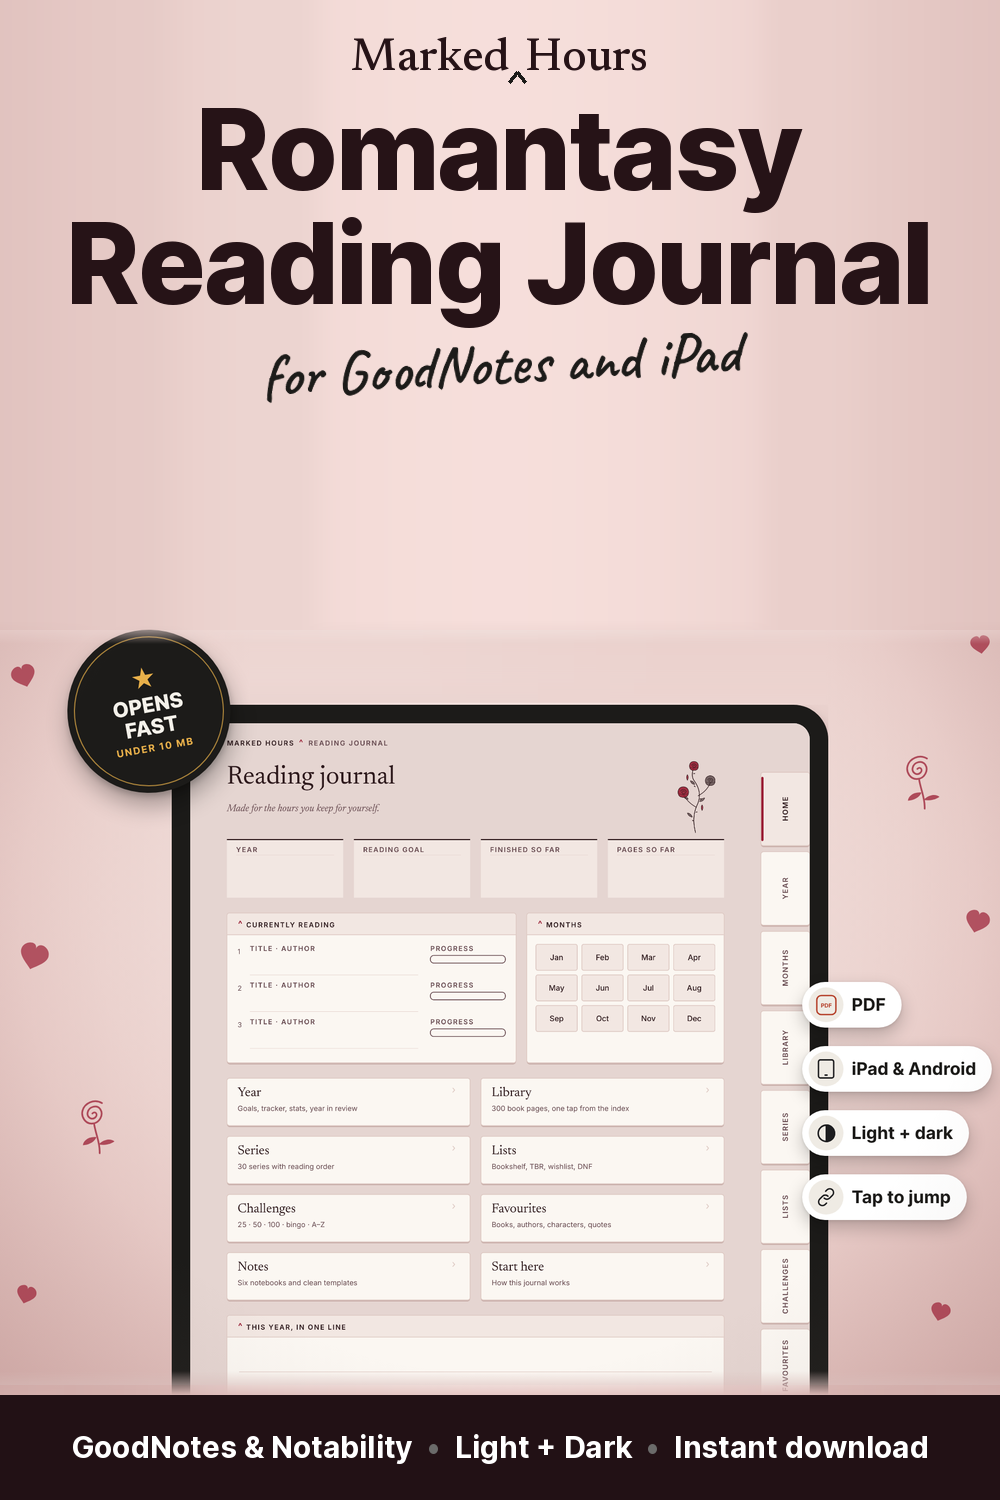 Marked ^ Hours
Romantasy
Reading Journal
for GoodNotes and iPad
★
OPENS
FAST
UNDER 10 MB
MARKED HOURS ^ READING JOURNAL
Reading journal
Made for the hours you keep for yourself.
YEAR
READING GOAL
FINISHED SO FAR
PAGES SO FAR
^ CURRENTLY READING
1 TITLE · AUTHOR PROGRESS
2 TITLE · AUTHOR PROGRESS
3 TITLE · AUTHOR PROGRESS
^ MONTHS
Jan Feb Mar Apr
May Jun Jul Aug
Sep Oct Nov Dec
Year ›
Goals, tracker, stats, year in review
Library ›
300 book pages, one tap from the index
Series ›
30 series with reading order
Lists ›
Bookshelf, TBR, wishlist, DNF
Challenges ›
25 · 50 · 100 · bingo · A–Z
Favourites ›
Books, authors, characters, quotes
Notes ›
Six notebooks and clean templates
Start here ›
How this journal works
^ THIS YEAR, IN ONE LINE
HOME
YEAR
MONTHS
LIBRARY
SERIES
LISTS
CHALLENGES
FAVOURITES
PDF PDF
iPad & Android
Light + dark
Tap to jump
GoodNotes & Notability • Light + Dark • Instant download